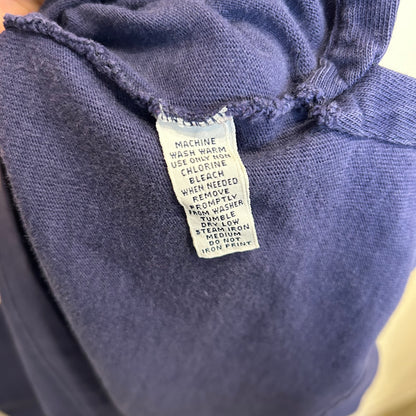 MACHINE
WASH WARM
USE ONLY NON
CHLORINE
BLEACH
WHEN NEEDED
REMOVE
PROMPTLY
FROM WASHER
TUMBLE
DRY LOW
STEAM IRON
MEDIUM
DO NOT
IRON PRINT